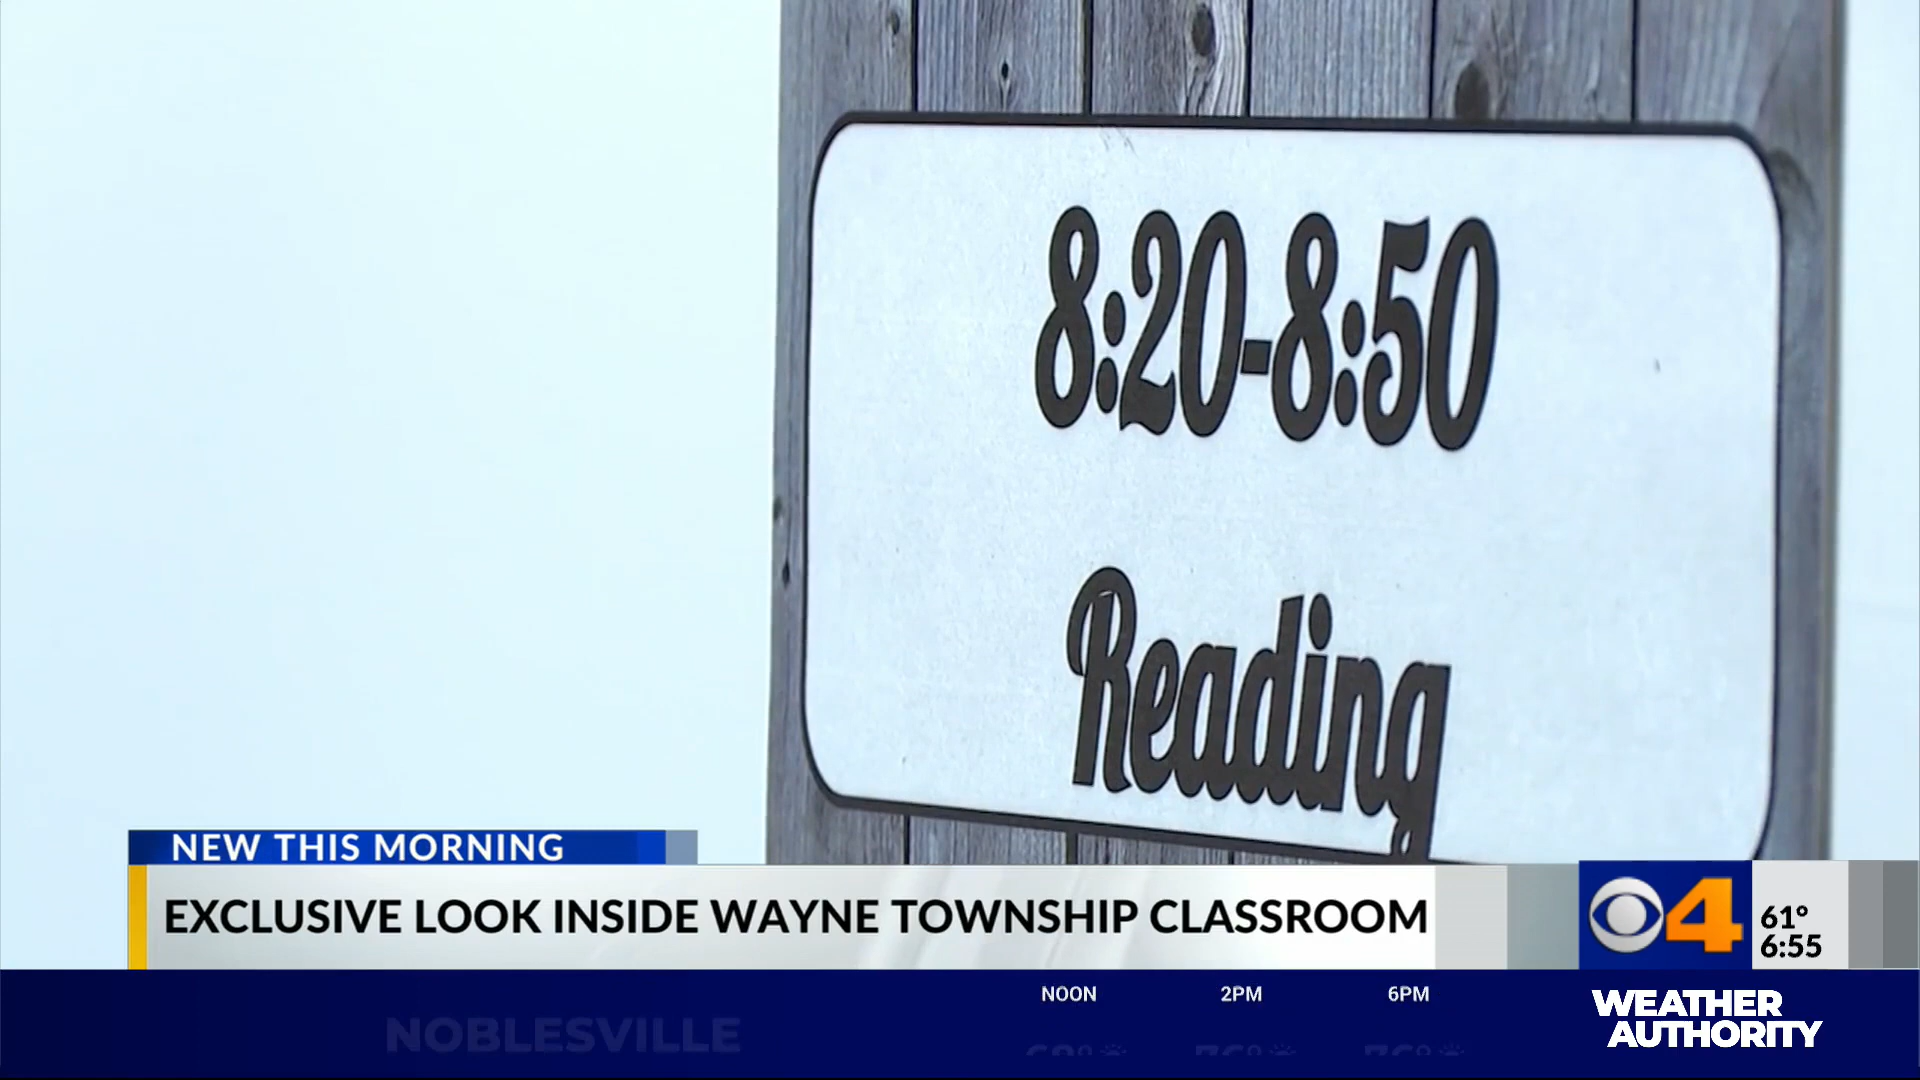 8:20-8:50
Reading
NEW THIS MORNING
EXCLUSIVE LOOK INSIDE WAYNE TOWNSHIP CLASSROOM
4
61°
6:55
NOON 2PM 6PM
NOBLESVILLE
WEATHER
AUTHORITY